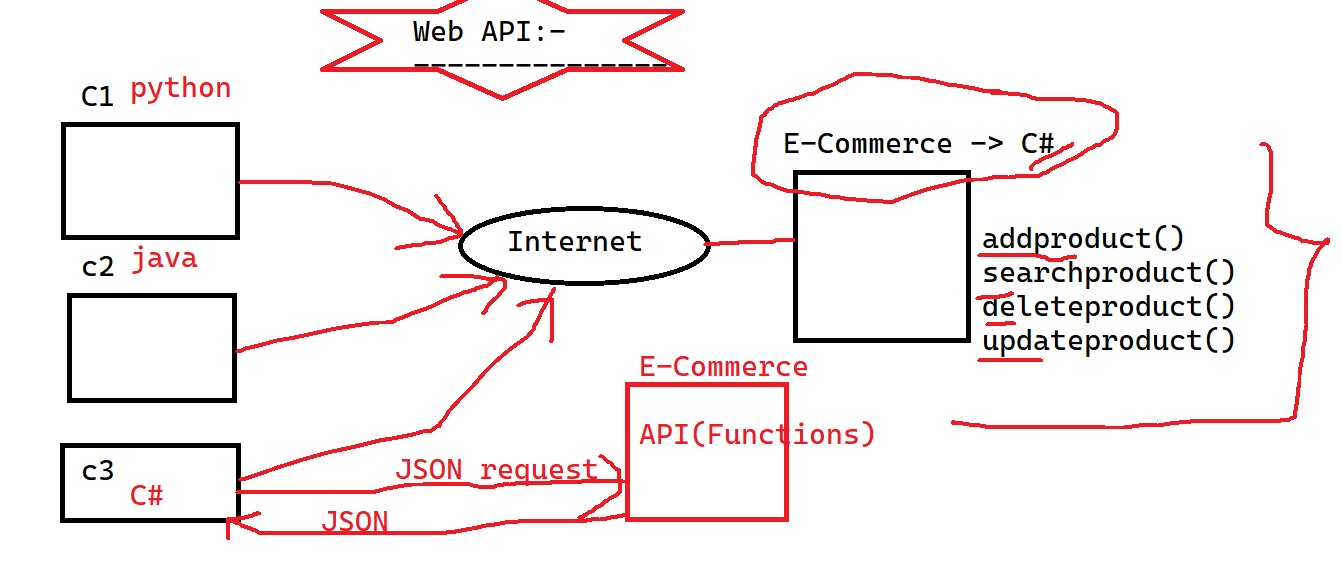 Web API:-
---------------
C1 python
E-Commerce -> C#
Internet
c2 java
addproduct()
searchproduct()
deleteproduct()
updateproduct()
E-Commerce
API(Functions)
c3
C#
JSON request
JSON